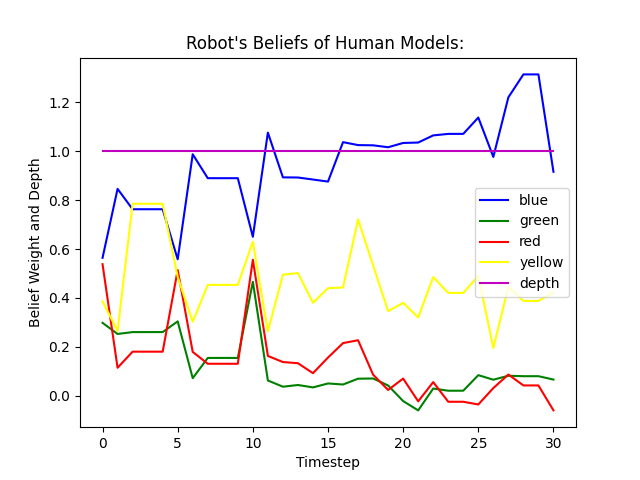 Robot's Beliefs of Human Models:
Belief Weight and Depth
1.2
1.0
0.8
0.6
0.4
0.2
0.0
blue
green
red
yellow
depth
0 5 10 15 20 25 30
Timestep